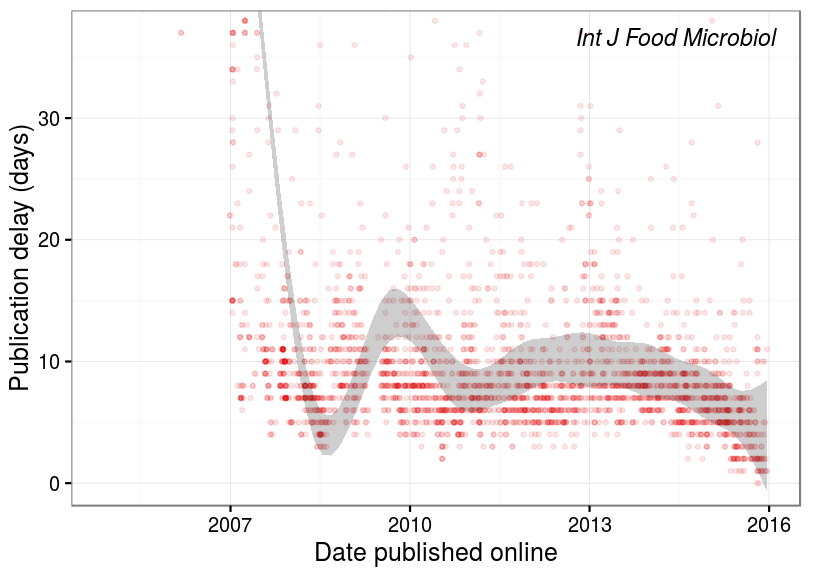 Int J Food Microbiol
Publication delay (days)
30
20
10
0
2007
2010
2013
2016
Date published online